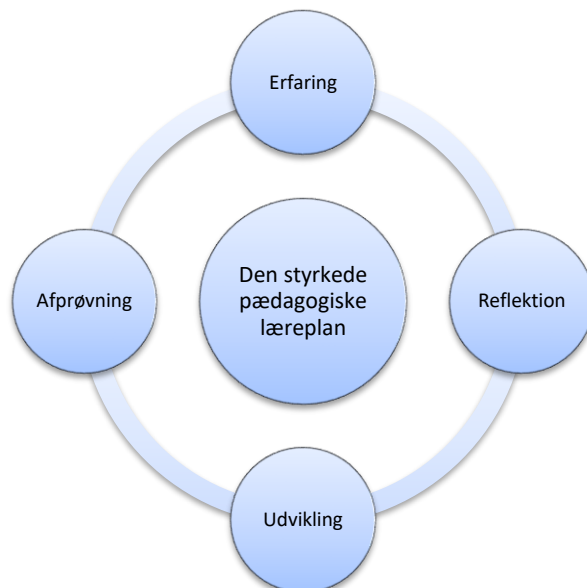 Erfaring
Afprøvning
Den styrkede
pædagogiske
læreplan
Reflektion
Udvikling